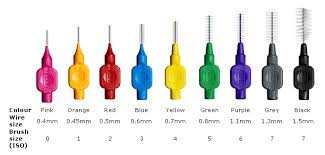 Colour Pink Orange Red Blue Yellow Green Purple Grey Black
Wire size 0.4mm 0.45mm 0.5mm 0.6mm 0.7mm 0.8mm 1.1mm 1.3mm 1.5mm
Brush size (ISO) 0 1 2 3 4 5 6 7 7